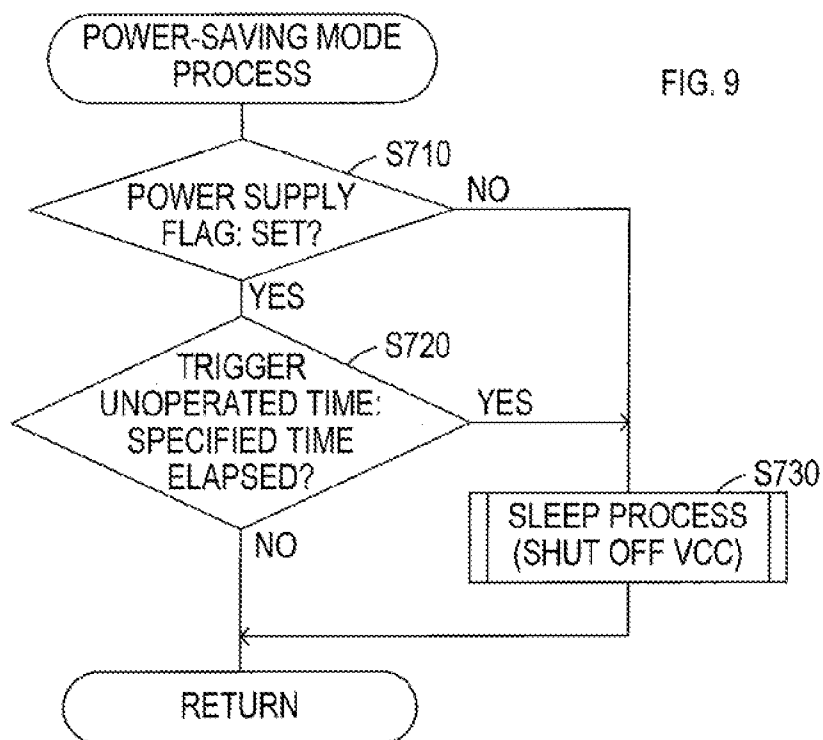 POWER-SAVING MODE
PROCESS
FIG. 9
S710
POWER SUPPLY
FLAG: SET?
NO
YES
S720
TRIGGER
UNOPERATED TIME:
SPECIFIED TIME
ELAPSED?
YES
NO
S730
SLEEP PROCESS
(SHUT OFF VCC)
RETURN